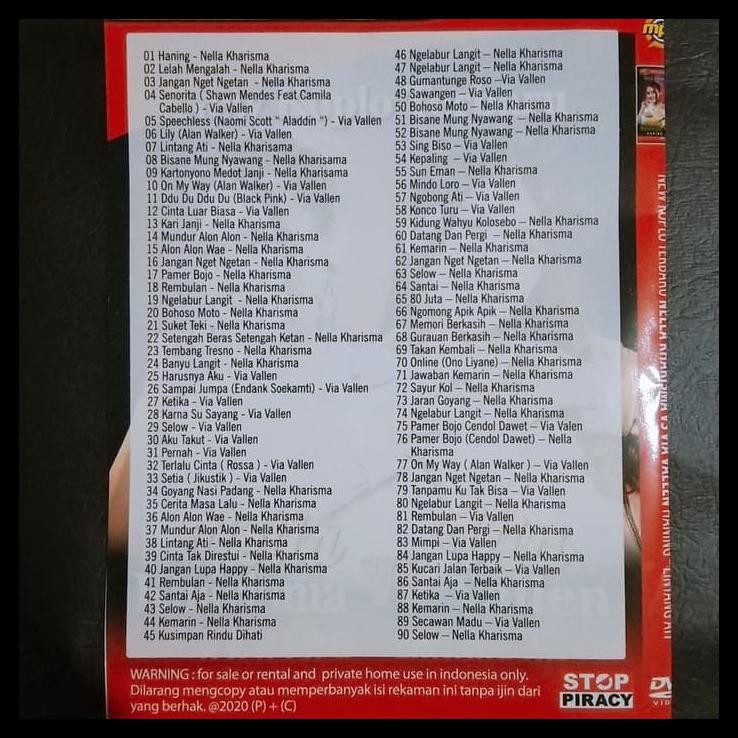 01 Haning - Nella Kharisma
02 Lelah Mengalah - Nella Kharisma
03 Jangan Nget Ngetan - Nella Kharisma
04 Senorita ( Shawn Mendes Feat Camila
Cabello ) - Via Vallen
05 Speechless (Naomi Scott " Aladdin ") - Via Vallen
06 Lily (Alan Walker) - Via Vallen
07 Lintang Ati - Nella Kharisama
08 Bisane Mung Nyawang - Nella Kharisama
09 Kartonyono Medot Janji - Nella Kharisma
10 On My Way (Alan Walker) - Via Vallen
11 Ddu Du Ddu Du (Black Pink) - Via Vallen
12 Cinta Luar Biasa - Via Vallen
13 Kari Janji - Nella Kharisma
14 Mundur Alon Alon - Nella Kharisma
15 Alon Alon Wae - Nella Kharisma
16 Jangan Nget Ngetan - Nella Kharisma
17 Pamer Bojo - Nella Kharisma
18 Rembulan - Nella Kharisma
19 Ngelabur Langit - Nella Kharisma
20 Bohoso Moto - Nella Kharisma
21 Suket Teki - Nella Kharisma
22 Setengah Beras Setengah Ketan - Nella Kharisma
23 Tembang Tresno - Nella Kharisma
24 Banyu Langit - Nella Kharisma
25 Harusnya Aku - Via Vallen
26 Sampai Jumpa (Endank Soekamti) - Via Vallen
27 Ketika - Via Vallen
28 Karna Su Sayang - Via Vallen
29 Selow - Via Vallen
30 Aku Takut - Via Vallen
31 Pernah - Via Vallen
32 Terlalu Cinta ( Rossa ) - Via Vallen
33 Setia ( Jikustik ) - Via Vallen
34 Goyang Nasi Padang - Nella Kharisma
35 Cerita Masa Lalu - Nella Kharisma
36 Alon Alon Wae - Nella Kharisma
37 Mundur Alon Alon - Nella Kharisma
38 Lintang Ati - Nella Kharisma
39 Cinta Tak Direstui - Nella Kharisma
40 Jangan Lupa Happy - Nella Kharisma
41 Rembulan - Nella Kharisma
42 Santai Aja - Nella Kharisma
43 Selow - Nella Kharisma
44 Kemarin - Nella Kharisma
45 Kusimpan Rindu Dihati
46 Ngelabur Langit – Nella Kharisma
47 Ngelabur Langit – Nella Kharisma
48 Gumantunge Roso –Via Vallen
49 Sawangen – Via Vallen
50 Bohoso Moto – Nella Kharisma
51 Bisane Mung Nyawang – Nella Kharisma
52 Bisane Mung Nyawang – Nella Kharisma
53 Sing Biso – Via Vallen
54 Kepaling – Via Vallen
55 Sun Eman – Nella Kharisma
56 Mindo Loro – Via Vallen
57 Ngobong Ati – Via Vallen
58 Konco Turu – Via Vallen
59 Kidung Wahyu Kolosebo – Nella Kharisma
60 Datang Dan Pergi – Nella Kharisma
61 Kemarin – Nella Kharisma
62 Jangan Nget Ngetan – Nella Kharisma
63 Selow – Nella Kharisma
64 Santai – Nella Kharisma
65 80 Juta – Nella Kharisma
66 Ngomong Apik Apik – Nella Kharisma
67 Memori Berkasih – Nella Kharisma
68 Gurauan Berkasih – Nella Kharisma
69 Takan Kembali – Nella Kharisma
70 Online (Ono Liyane) – Nella Kharisma
71 Jawaban Kemarin – Nella Kharisma
72 Sayur Kol – Nella Kharisma
73 Jaran Goyang – Nella Kharisma
74 Ngelabur Langit – Nella Kharisma
75 Pamer Bojo Cendol Dawet – Via Valen
76 Pamer Bojo (Cendol Dawet) – Nella
Kharisma
77 On My Way ( Alan Walker ) – Via Vallen
78 Jangan Nget Ngetan – Nella Kharisma
79 Tanpamu Ku Tak Bisa – Via Vallen
80 Ngelabur Langit – Nella Kharisma
81 Rembulan – Via Vallen
82 Datang Dan Pergi – Nella Kharisma
83 Mimpi – Via Vallen
84 Jangan Lupa Happy – Nella Kharisma
85 Kucari Jalan Terbaik – Via Vallen
86 Santai Aja – Nella Kharisma
87 Ketika – Via Vallen
88 Kemarin – Nella Kharisma
89 Secawan Madu – Via Vallen
90 Selow – Nella Kharisma
WARNING : for sale or rental and private home use in indonesia only.
Dilarang mengcopy atau memperbanyak isi rekaman ini tanpa ijin dari
yang berhak. @2020 (P) + (C)
STOP
PIRACY